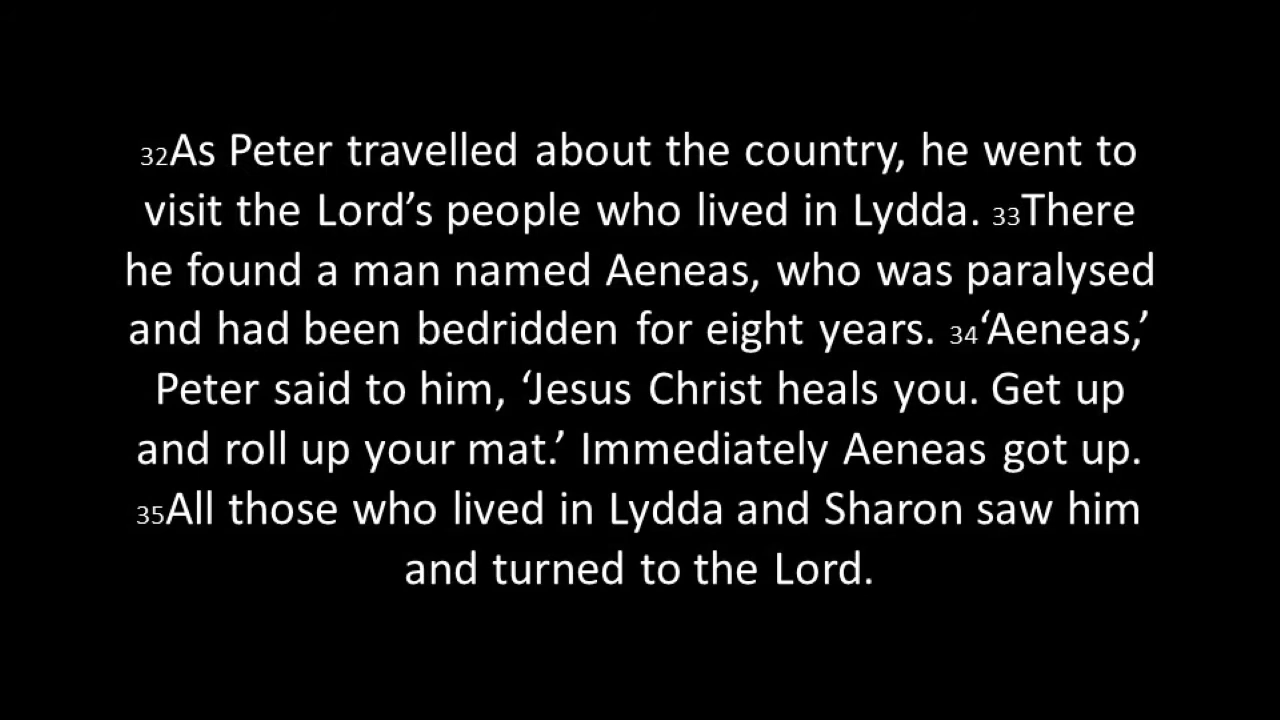 32As Peter travelled about the country, he went to
visit the Lord’s people who lived in Lydda. 33There
he found a man named Aeneas, who was paralysed
and had been bedridden for eight years. 34‘Aeneas,’
Peter said to him, ‘Jesus Christ heals you. Get up
and roll up your mat.’ Immediately Aeneas got up.
35All those who lived in Lydda and Sharon saw him
and turned to the Lord.